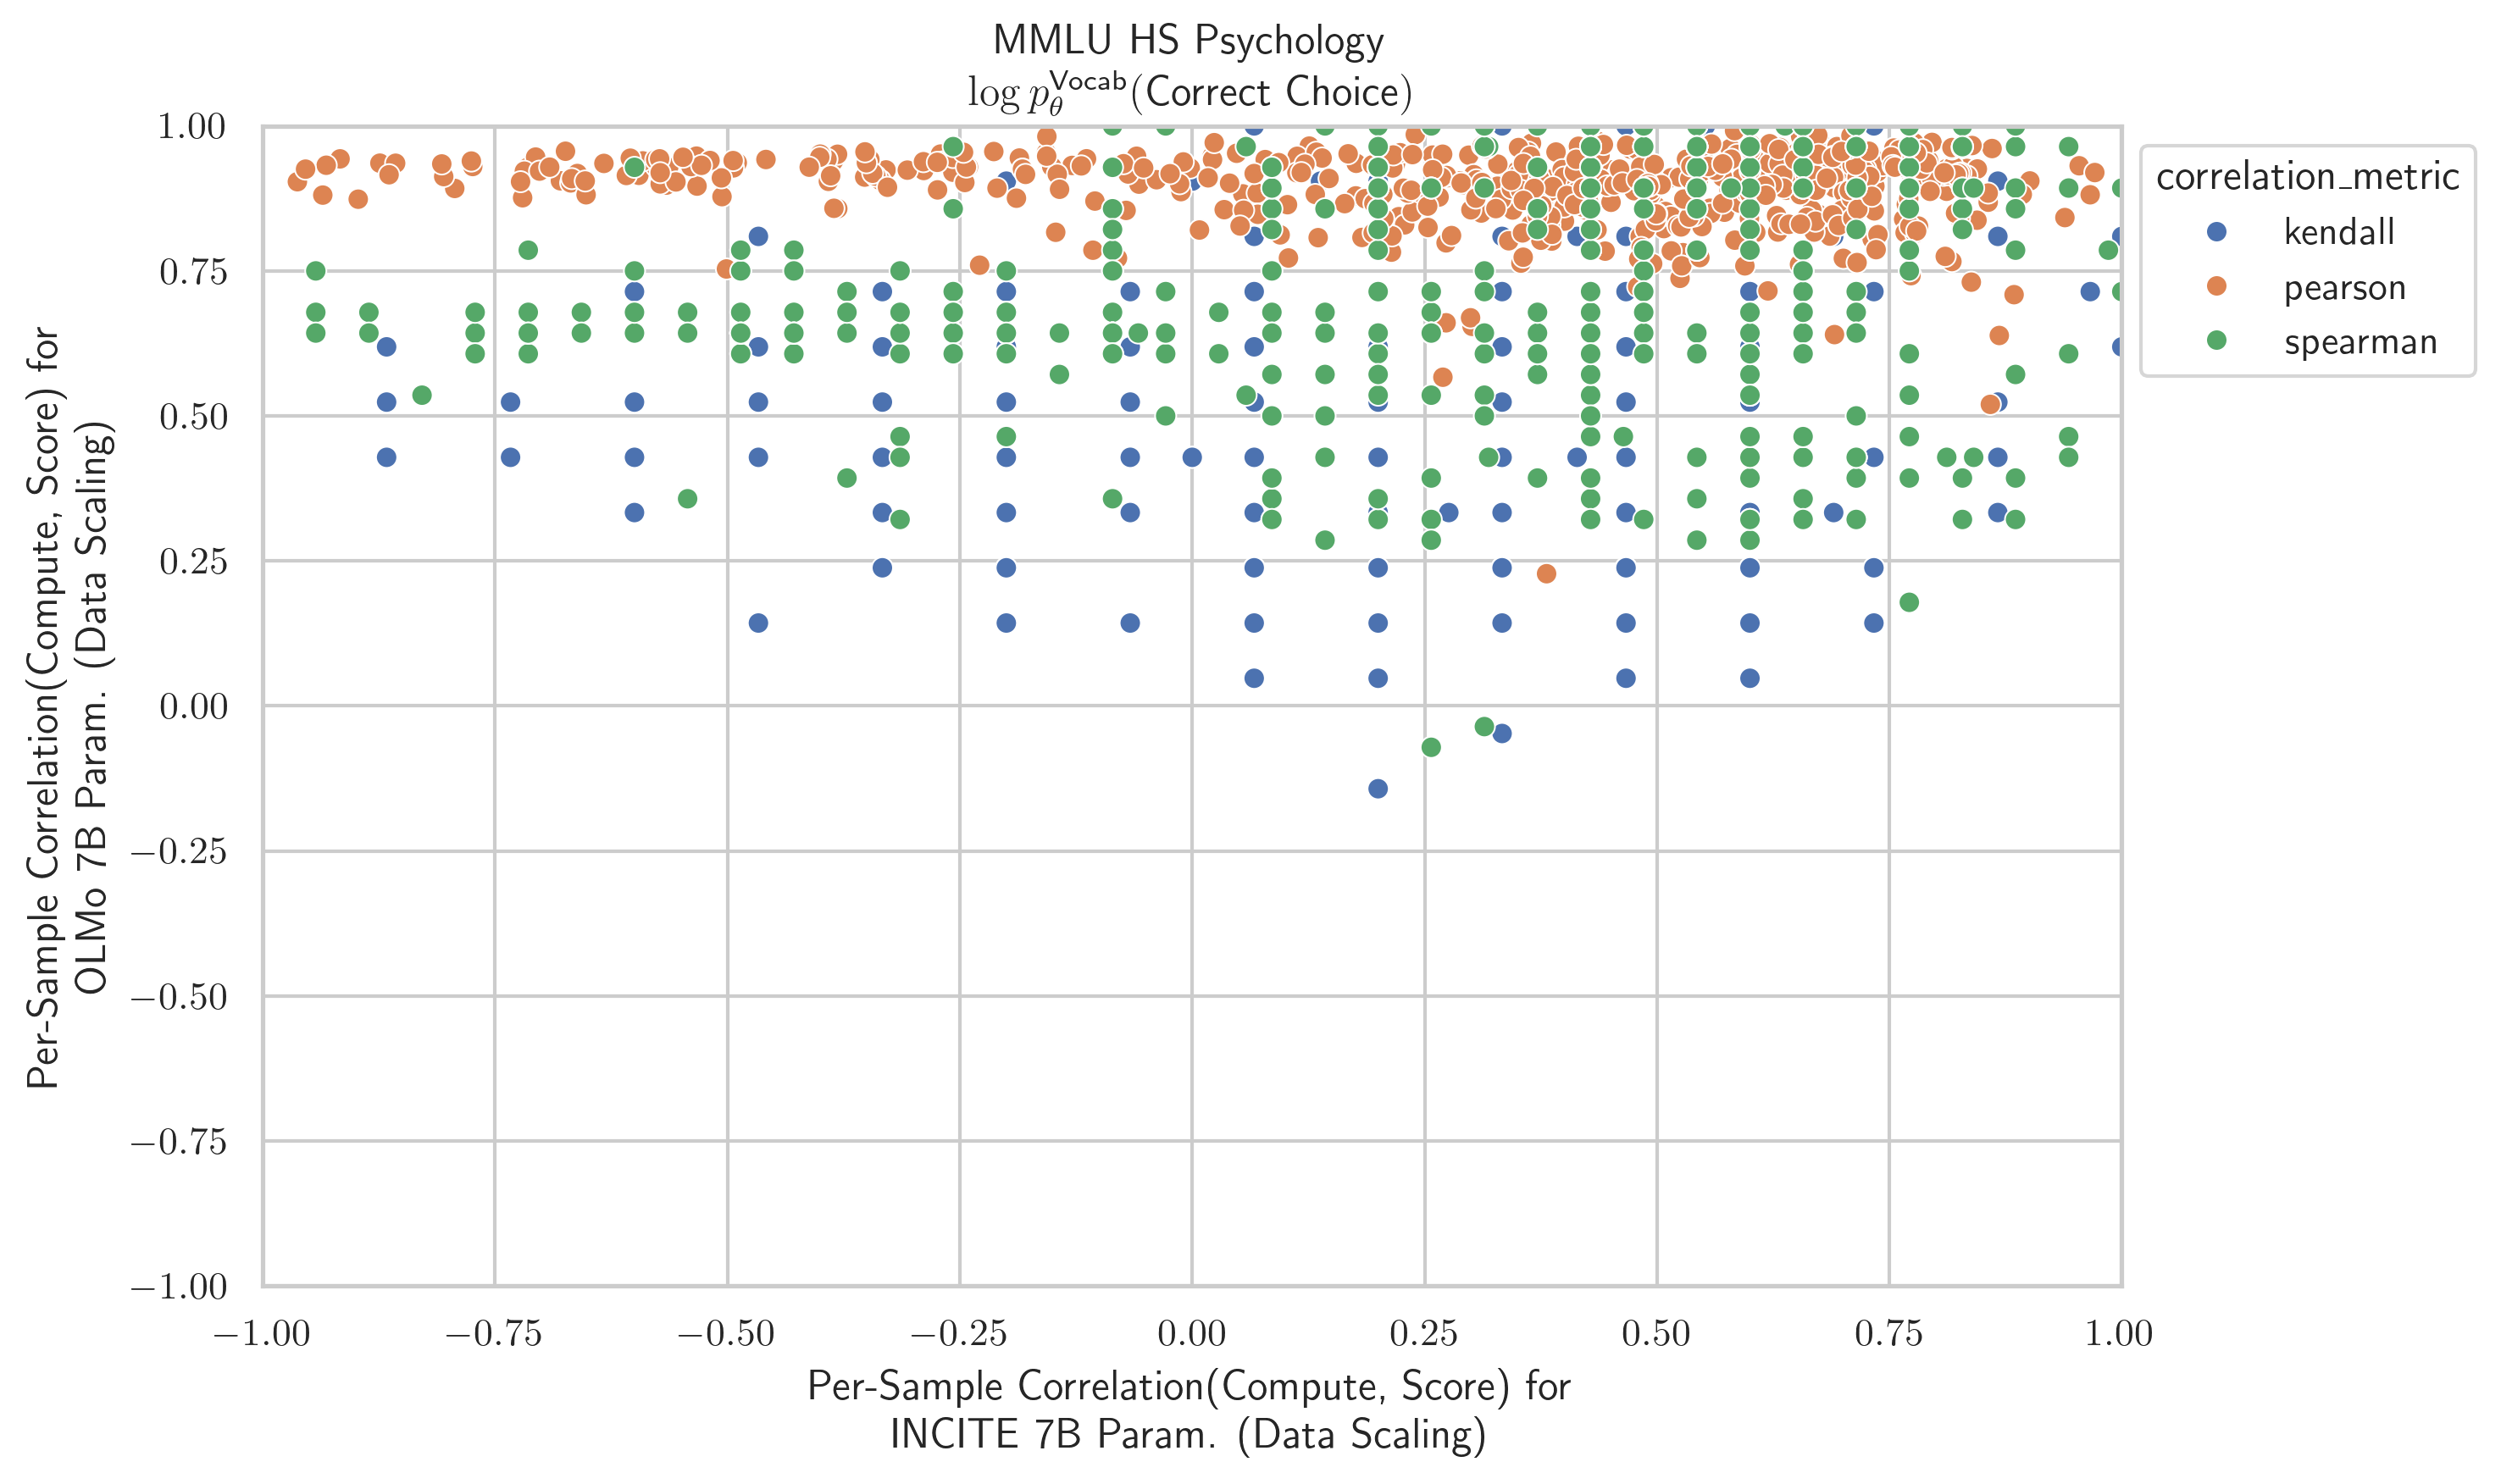 MMLU HS Psychology
log p_θ^Vocab(Correct Choice)
1.00
0.75
0.50
0.25
0.00
−0.25
−0.50
−0.75
−1.00
Per-Sample Correlation(Compute, Score) for
OLMo 7B Param. (Data Scaling)
correlation_metric
kendall
pearson
spearman
−1.00 −0.75 −0.50 −0.25 0.00 0.25 0.50 0.75 1.00
Per-Sample Correlation(Compute, Score) for
INCITE 7B Param. (Data Scaling)